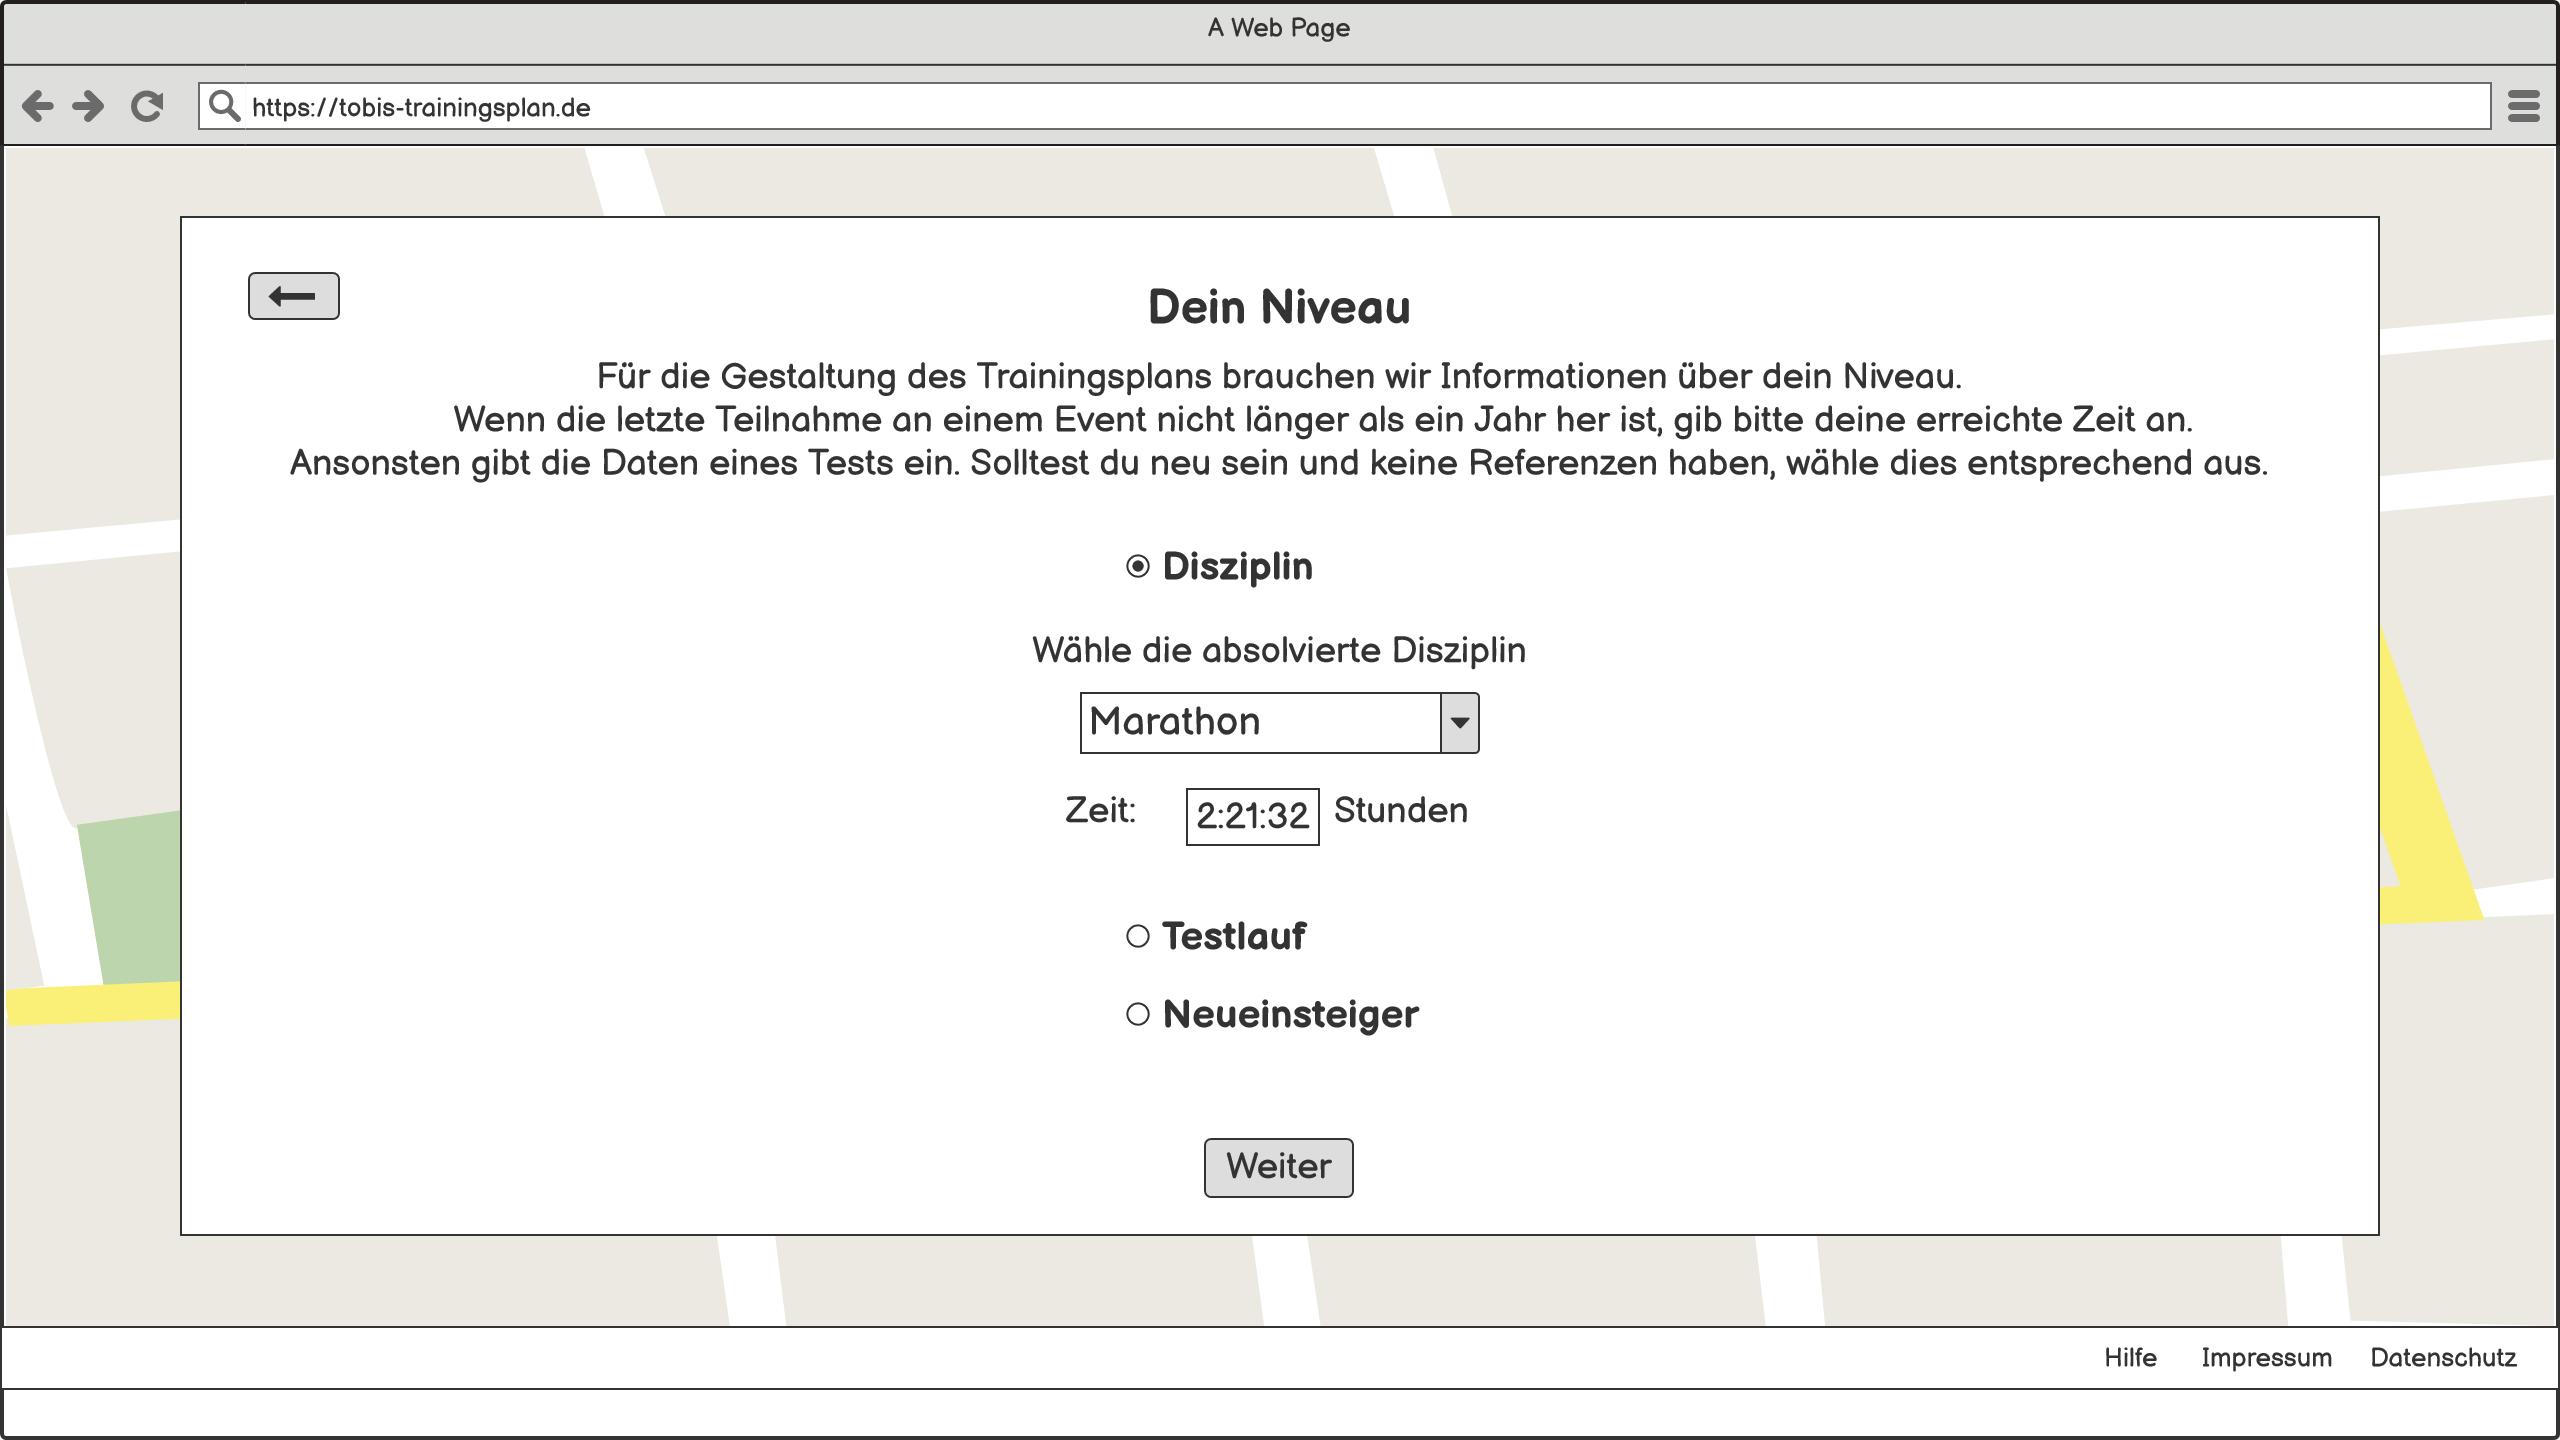 A Web Page
https://tobis-trainingsplan.de
Dein Niveau
Für die Gestaltung des Trainingsplans brauchen wir Informationen über dein Niveau.
Wenn die letzte Teilnahme an einem Event nicht länger als ein Jahr her ist, gib bitte deine erreichte Zeit an.
Ansonsten gibt die Daten eines Tests ein. Solltest du neu sein und keine Referenzen haben, wähle dies entsprechend aus.
Disziplin
Wähle die absolvierte Disziplin
Marathon
Zeit: 2:21:32 Stunden
Testlauf
Neueinsteiger
Weiter
Hilfe Impressum Datenschutz